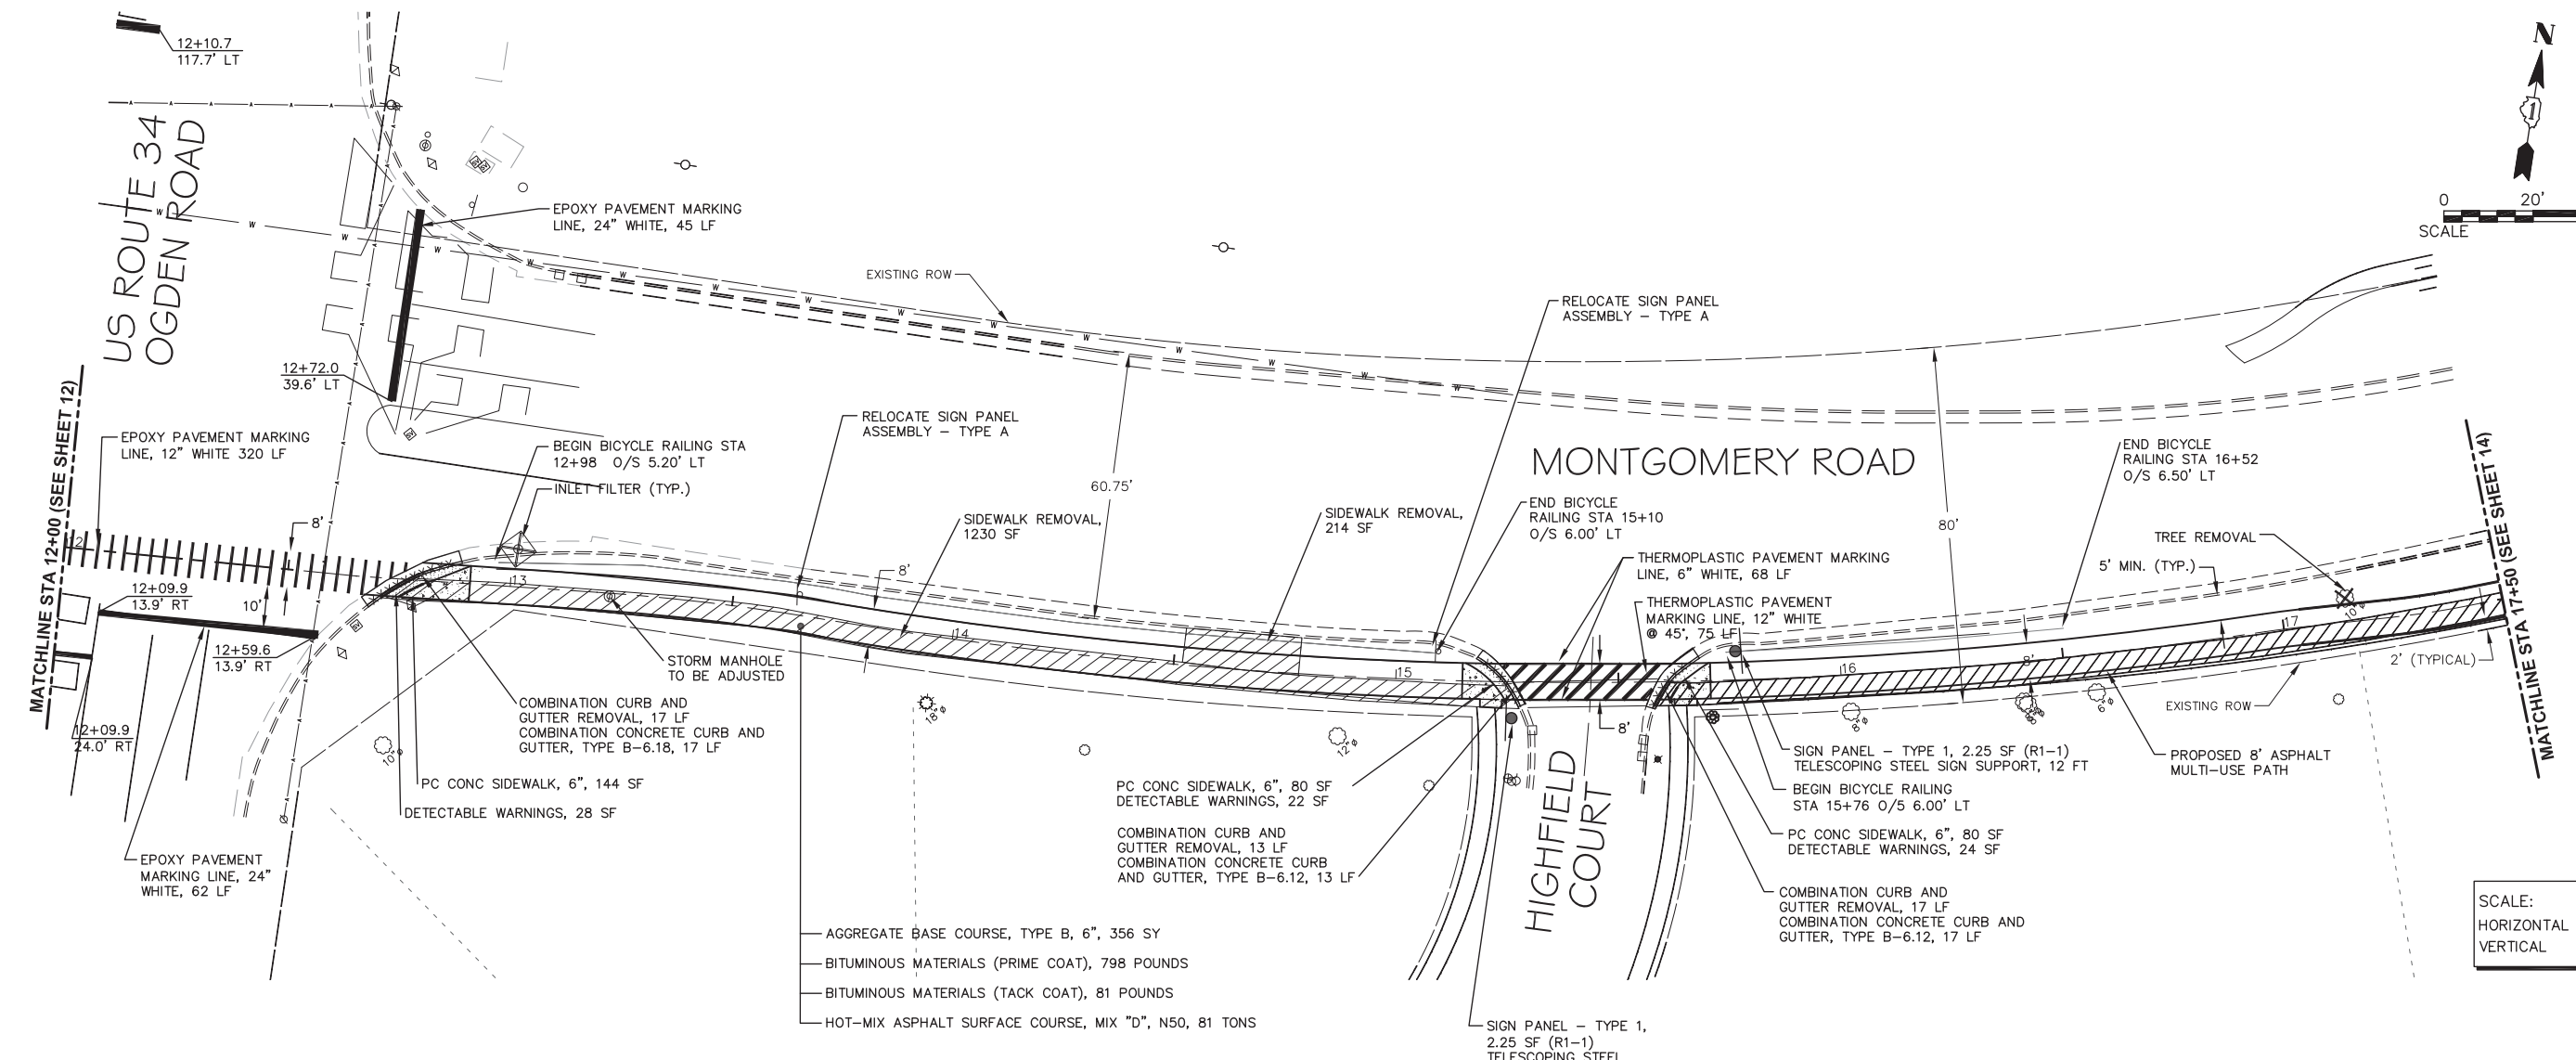 12+10.7
117.7' LT
US ROUTE 34
OGDEN ROAD
N
1
0 20'
SCALE
EPOXY PAVEMENT MARKING
LINE, 24" WHITE, 45 LF
EXISTING ROW
RELOCATE SIGN PANEL
ASSEMBLY – TYPE A
12+72.0
39.6' LT
MATCHLINE STA 12+00 (SEE SHEET 12)
EPOXY PAVEMENT MARKING
LINE, 12" WHITE 320 LF
8'
BEGIN BICYCLE RAILING STA
12+98 O/S 5.20' LT
INLET FILTER (TYP.)
RELOCATE SIGN PANEL
ASSEMBLY – TYPE A
60.75'
SIDEWALK REMOVAL,
1230 SF
8'
SIDEWALK REMOVAL,
214 SF
MONTGOMERY ROAD
END BICYCLE
RAILING STA 15+10
O/S 6.00' LT
THERMOPLASTIC PAVEMENT MARKING
LINE, 6" WHITE, 68 LF
THERMOPLASTIC PAVEMENT
MARKING LINE, 12" WHITE
@ 45°, 75 LF
80'
END BICYCLE
RAILING STA 16+52
O/S 6.50' LT
TREE REMOVAL
5' MIN. (TYP.)
MATCHLINE STA 17+50 (SEE SHEET 14)
12
13
14
15
16
17
12+09.9
13.9' RT
10'
12+59.6
13.9' RT
12+09.9
24.0' RT
STORM MANHOLE
TO BE ADJUSTED
COMBINATION CURB AND
GUTTER REMOVAL, 17 LF
COMBINATION CONCRETE CURB AND
GUTTER, TYPE B–6.18, 17 LF
PC CONC SIDEWALK, 6", 144 SF
DETECTABLE WARNINGS, 28 SF
EPOXY PAVEMENT
MARKING LINE, 24"
WHITE, 62 LF
10"ø
18"ø
12"ø
PC CONC SIDEWALK, 6", 80 SF
DETECTABLE WARNINGS, 22 SF
COMBINATION CURB AND
GUTTER REMOVAL, 13 LF
COMBINATION CONCRETE CURB
AND GUTTER, TYPE B–6.12, 13 LF
HIGHFIELD
COURT
8'
8'
6"ø
10"ø
2' (TYPICAL)
EXISTING ROW
PROPOSED 8' ASPHALT
MULTI–USE PATH
SIGN PANEL – TYPE 1, 2.25 SF (R1–1)
TELESCOPING STEEL SIGN SUPPORT, 12 FT
BEGIN BICYCLE RAILING
STA 15+76 O/5 6.00' LT
PC CONC SIDEWALK, 6", 80 SF
DETECTABLE WARNINGS, 24 SF
COMBINATION CURB AND
GUTTER REMOVAL, 17 LF
COMBINATION CONCRETE CURB AND
GUTTER, TYPE B–6.12, 17 LF
AGGREGATE BASE COURSE, TYPE B, 6", 356 SY
BITUMINOUS MATERIALS (PRIME COAT), 798 POUNDS
BITUMINOUS MATERIALS (TACK COAT), 81 POUNDS
HOT–MIX ASPHALT SURFACE COURSE, MIX "D", N50, 81 TONS
SIGN PANEL – TYPE 1,
2.25 SF (R1–1)
TELESCOPING STEEL
SCALE:
HORIZONTAL
VERTICAL